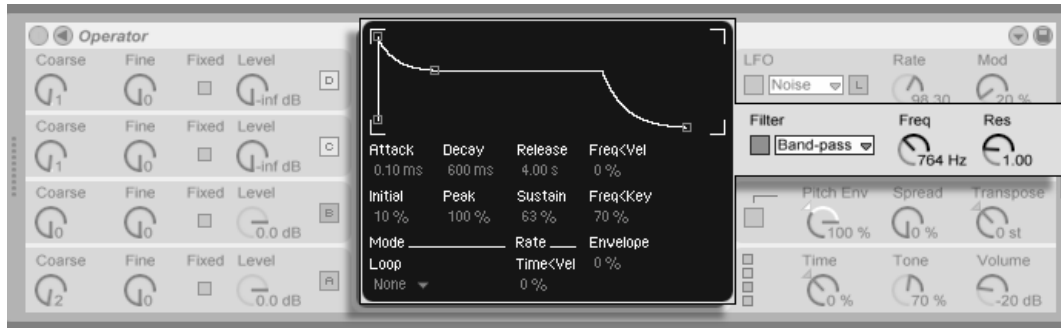 Operator
Coarse Fine Fixed Level
1 0 -inf dB D
Coarse Fine Fixed Level
1 0 -inf dB C
Coarse Fine Fixed Level
0 0 0.0 dB B
Coarse Fine Fixed Level
2 0 0.0 dB A
Attack Decay Release Freq<Vel
0.10 ms 600 ms 4.00 s 0 %
Initial Peak Sustain Freq<Key
10 % 100 % 63 % 70 %
Mode Rate Envelope
Loop Time<Vel 0 %
None 0 %
LFO Rate Mod
Noise L 98.30 20 %
Filter Freq Res
Band-pass 764 Hz 1.00
Pitch Env Spread Transpose
100 % 0 % 0 st
Time Tone Volume
0 % 70 % -20 dB